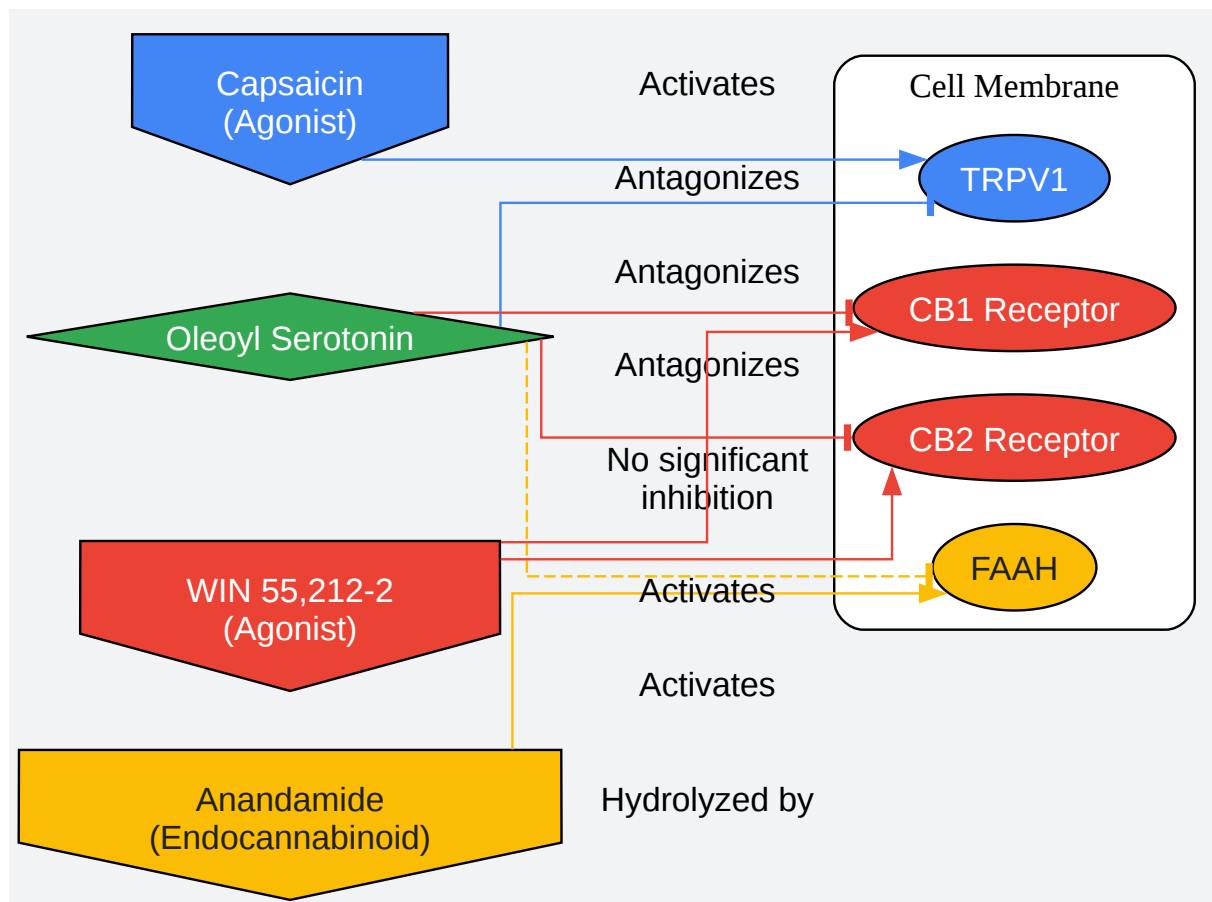 Capsaicin
(Agonist)
Activates
Cell Membrane
TRPV1
Antagonizes
Antagonizes
CB1 Receptor
Oleoyl Serotonin
Antagonizes
CB2 Receptor
No significant
inhibition
FAAH
WIN 55,212-2
(Agonist)
Activates
Activates
Anandamide
(Endocannabinoid)
Hydrolyzed by